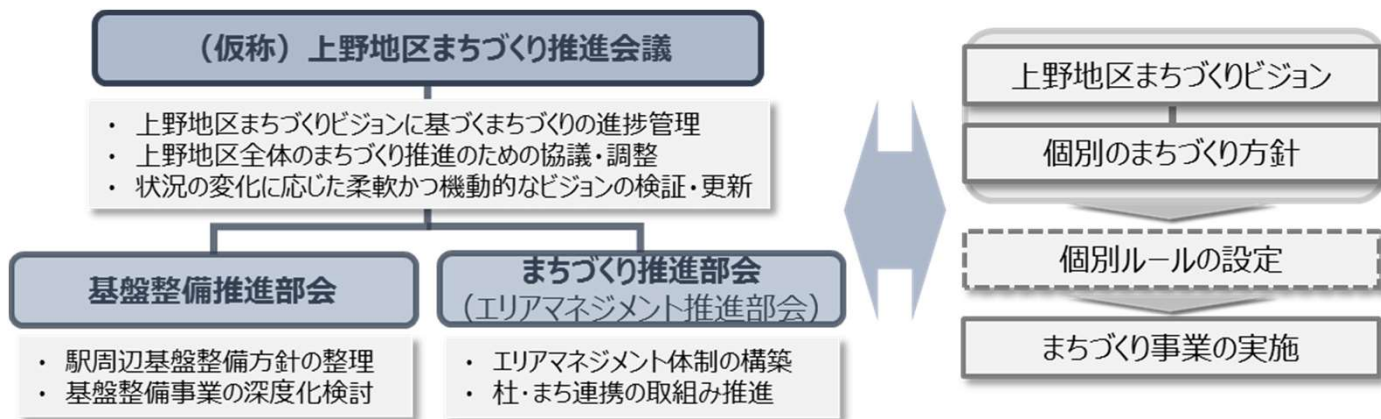 (仮称)上野地区まちづくり推進会議
・ 上野地区まちづくりビジョンに基づくまちづくりの進捗管理
・ 上野地区全体のまちづくり推進のための協議・調整
・ 状況の変化に応じた柔軟かつ機動的なビジョンの検証・更新
基盤整備推進部会
・ 駅周辺基盤整備方針の整理
・ 基盤整備事業の深度化検討
まちづくり推進部会
(エリアマネジメント推進部会)
・ エリアマネジメント体制の構築
・ 杜・まち連携の取組み推進
上野地区まちづくりビジョン
個別のまちづくり方針
個別ルールの設定
まちづくり事業の実施